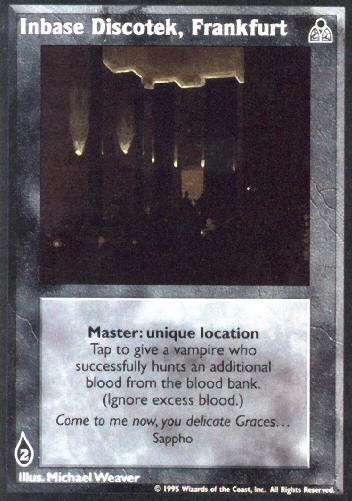 Inbase Discotek, Frankfurt
Master: unique location
Tap to give a vampire who
successfully hunts an additional
blood from the blood bank.
(Ignore excess blood.)
Come to me now, you delicate Graces...
Sappho
2
Illus. Michael Weaver
© 1995 Wizards of the Coast, Inc. All Rights Reserved.